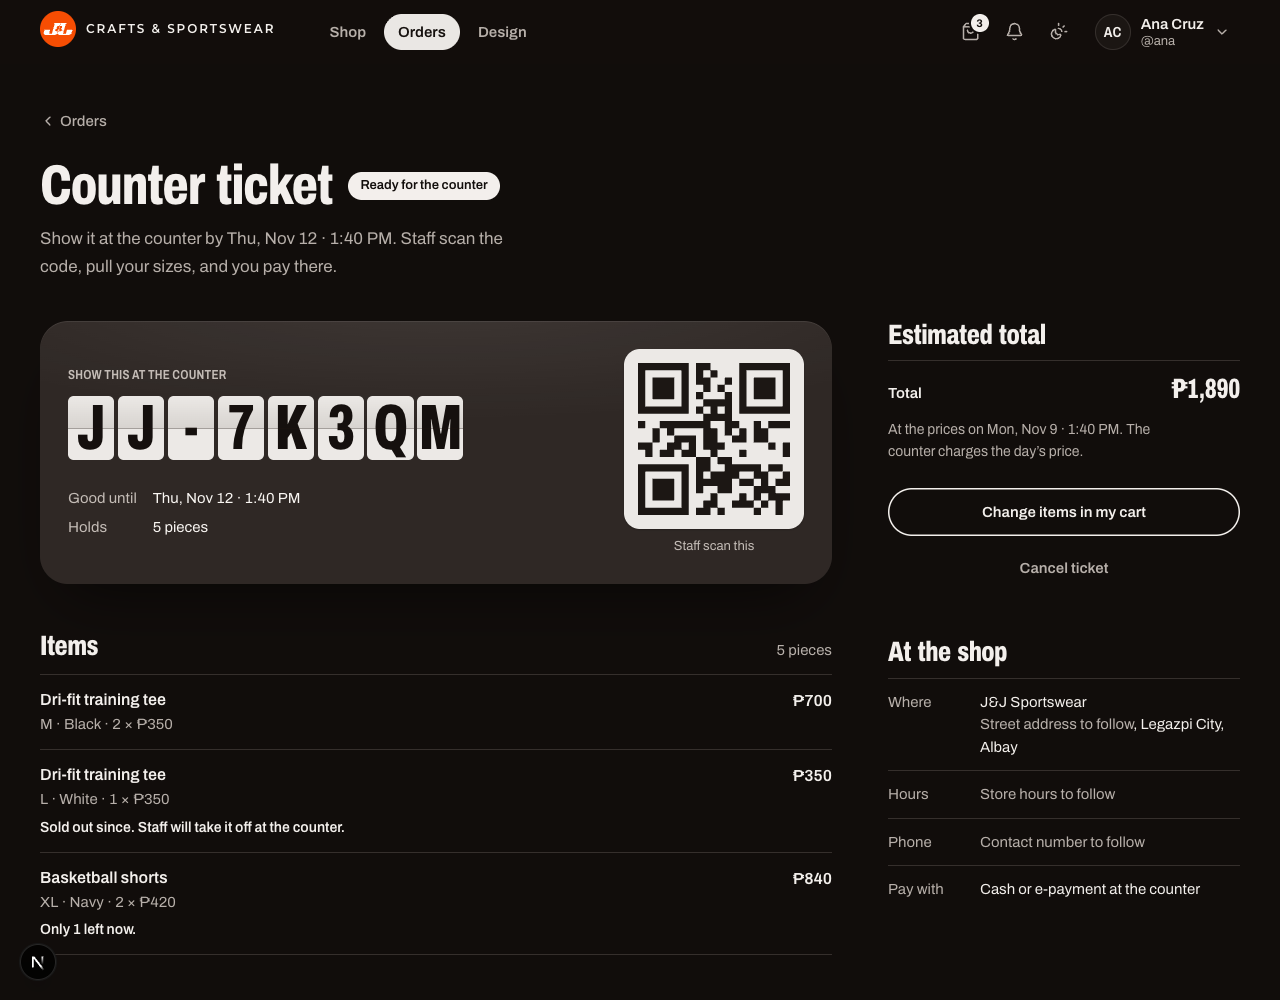 J&J CRAFTS & SPORTSWEAR
Shop
Orders
Design
3
AC
Ana Cruz
@ana
Orders
Counter ticket
Ready for the counter
Show it at the counter by Thu, Nov 12 · 1:40 PM. Staff scan the
code, pull your sizes, and you pay there.
SHOW THIS AT THE COUNTER
JJ-7K3QM
Good until Thu, Nov 12 · 1:40 PM
Holds 5 pieces
Staff scan this
Estimated total
Total ₱1,890
At the prices on Mon, Nov 9 · 1:40 PM. The
counter charges the day’s price.
Change items in my cart
Cancel ticket
Items
5 pieces
Dri-fit training tee ₱700
M · Black · 2 × ₱350
Dri-fit training tee ₱350
L · White · 1 × ₱350
Sold out since. Staff will take it off at the counter.
Basketball shorts ₱840
XL · Navy · 2 × ₱420
Only 1 left now.
At the shop
Where J&J Sportswear
Street address to follow, Legazpi City,
Albay
Hours Store hours to follow
Phone Contact number to follow
Pay with Cash or e-payment at the counter
N